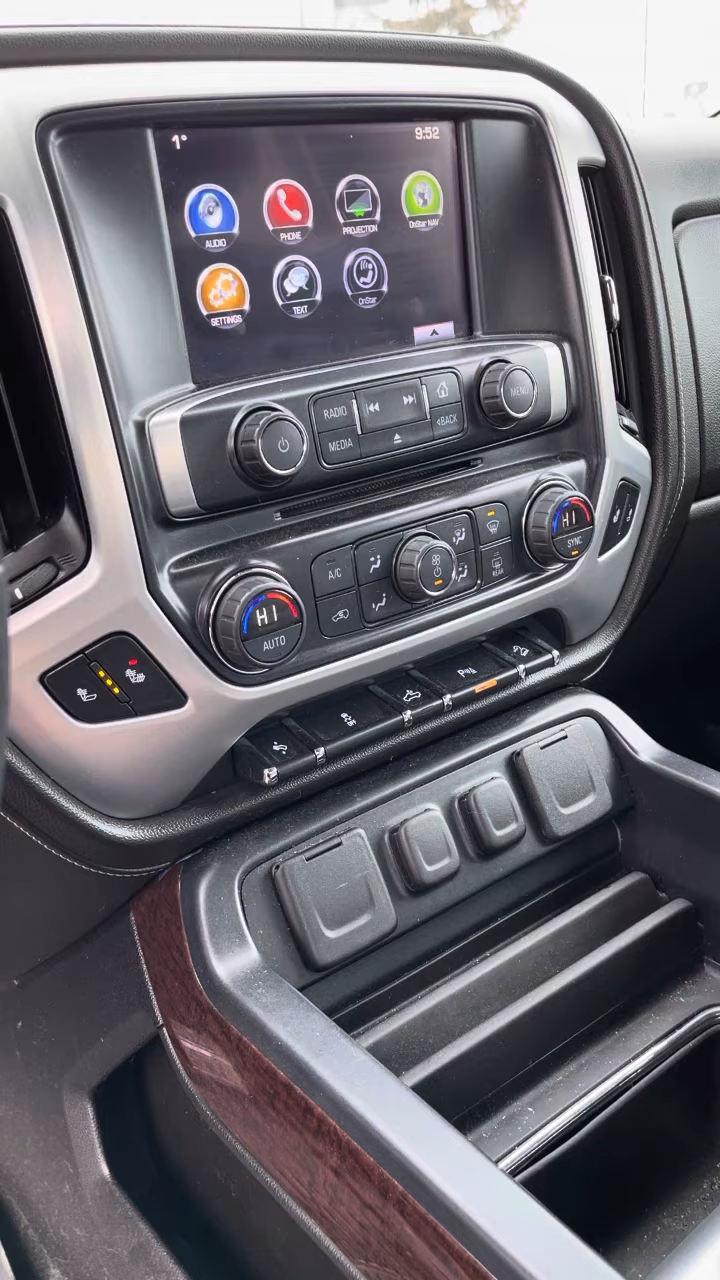 1°
9:52
AUDIO
PHONE
PROJECTION
OnStar NAV
SETTINGS
TEXT
OnStar
RADIO
MEDIA
BACK
MENU
A/C
HI
AUTO
REAR
HI
SYNC